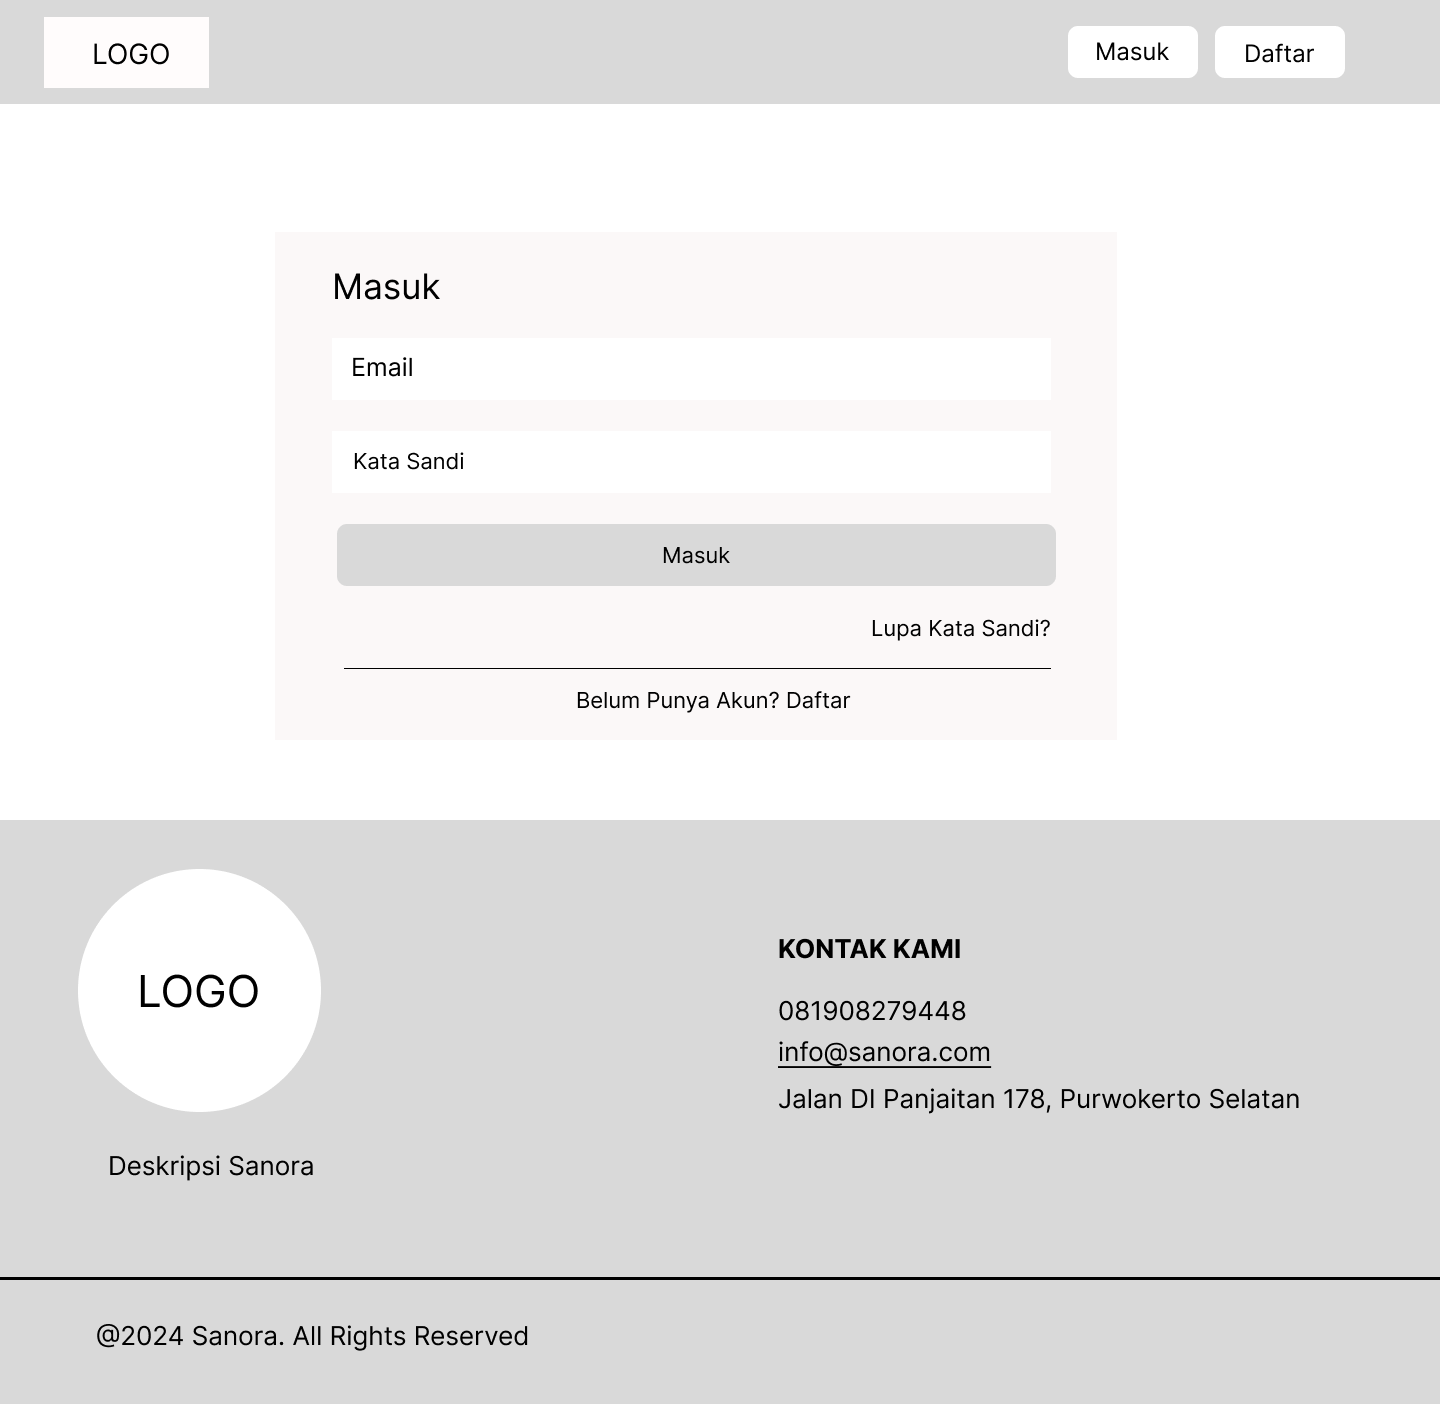 LOGO
Masuk
Daftar
Masuk
Email
Kata Sandi
Masuk
Lupa Kata Sandi?
Belum Punya Akun? Daftar
LOGO
Deskripsi Sanora
KONTAK KAMI
081908279448
info@sanora.com
Jalan DI Panjaitan 178, Purwokerto Selatan
@2024 Sanora. All Rights Reserved